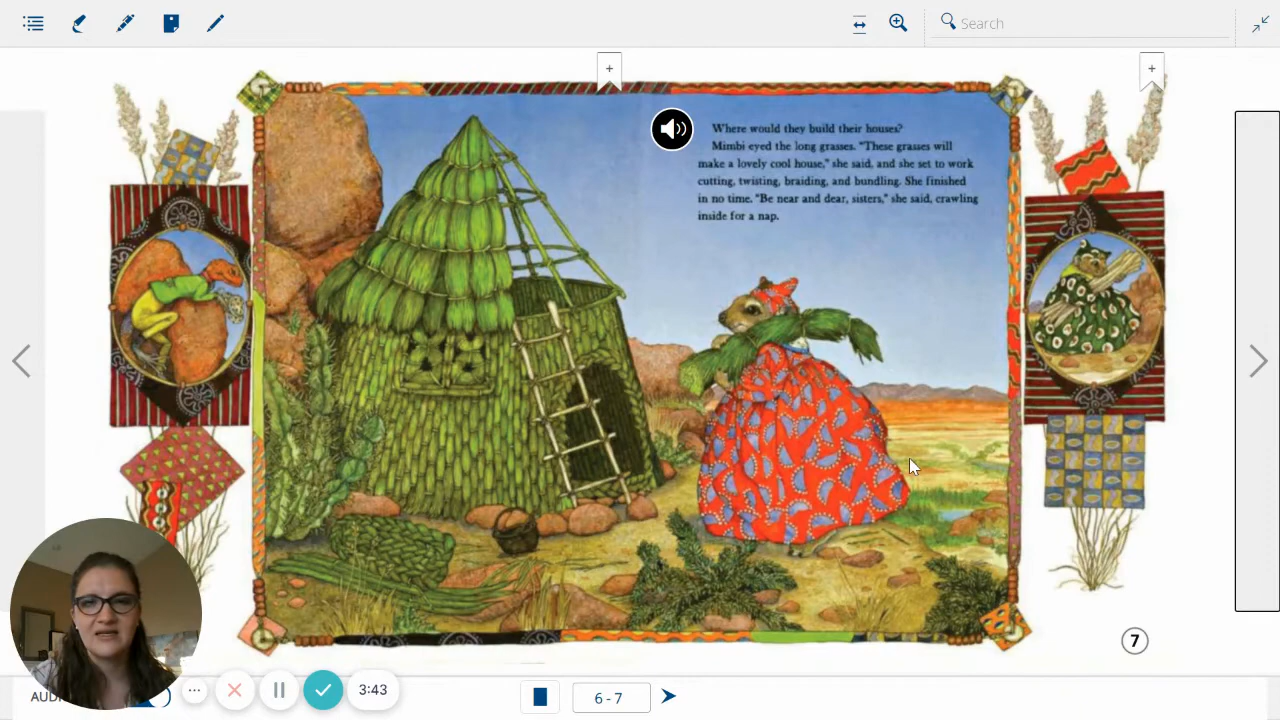 Search
+
+
Where would they build their houses?
Mimbi eyed the long grasses. "These grasses will
make a lovely cool house," she said, and she set to work
cutting, twisting, braiding, and bundling. She finished
in no time. "Be near and dear, sisters," she said, crawling
inside for a nap.
7
3:43
6 - 7